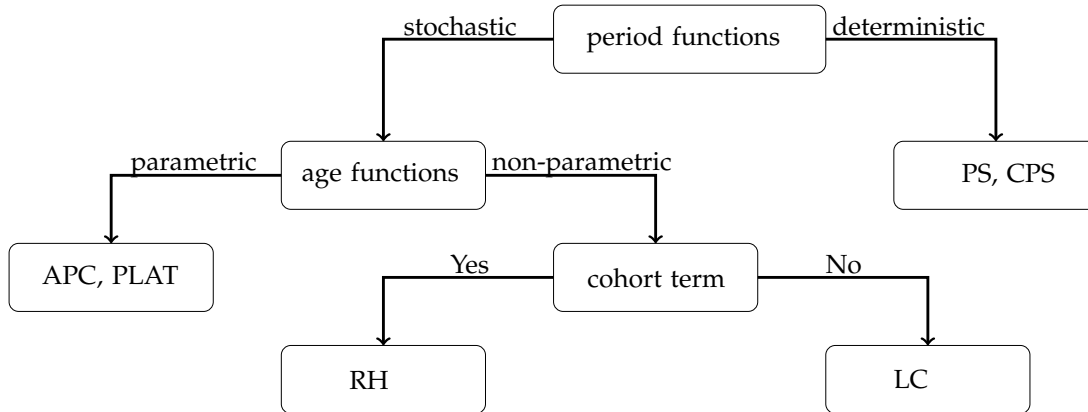 stochastic
period functions
deterministic
parametric
age functions
non-parametric
PS, CPS
APC, PLAT
Yes
cohort term
No
RH
LC